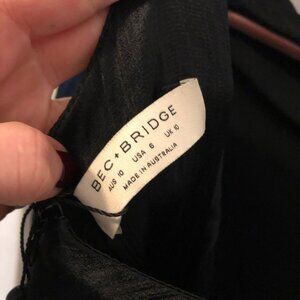 BEC + BRIDGE
AUS 10 USA 6 UK 10
MADE IN AUSTRALIA